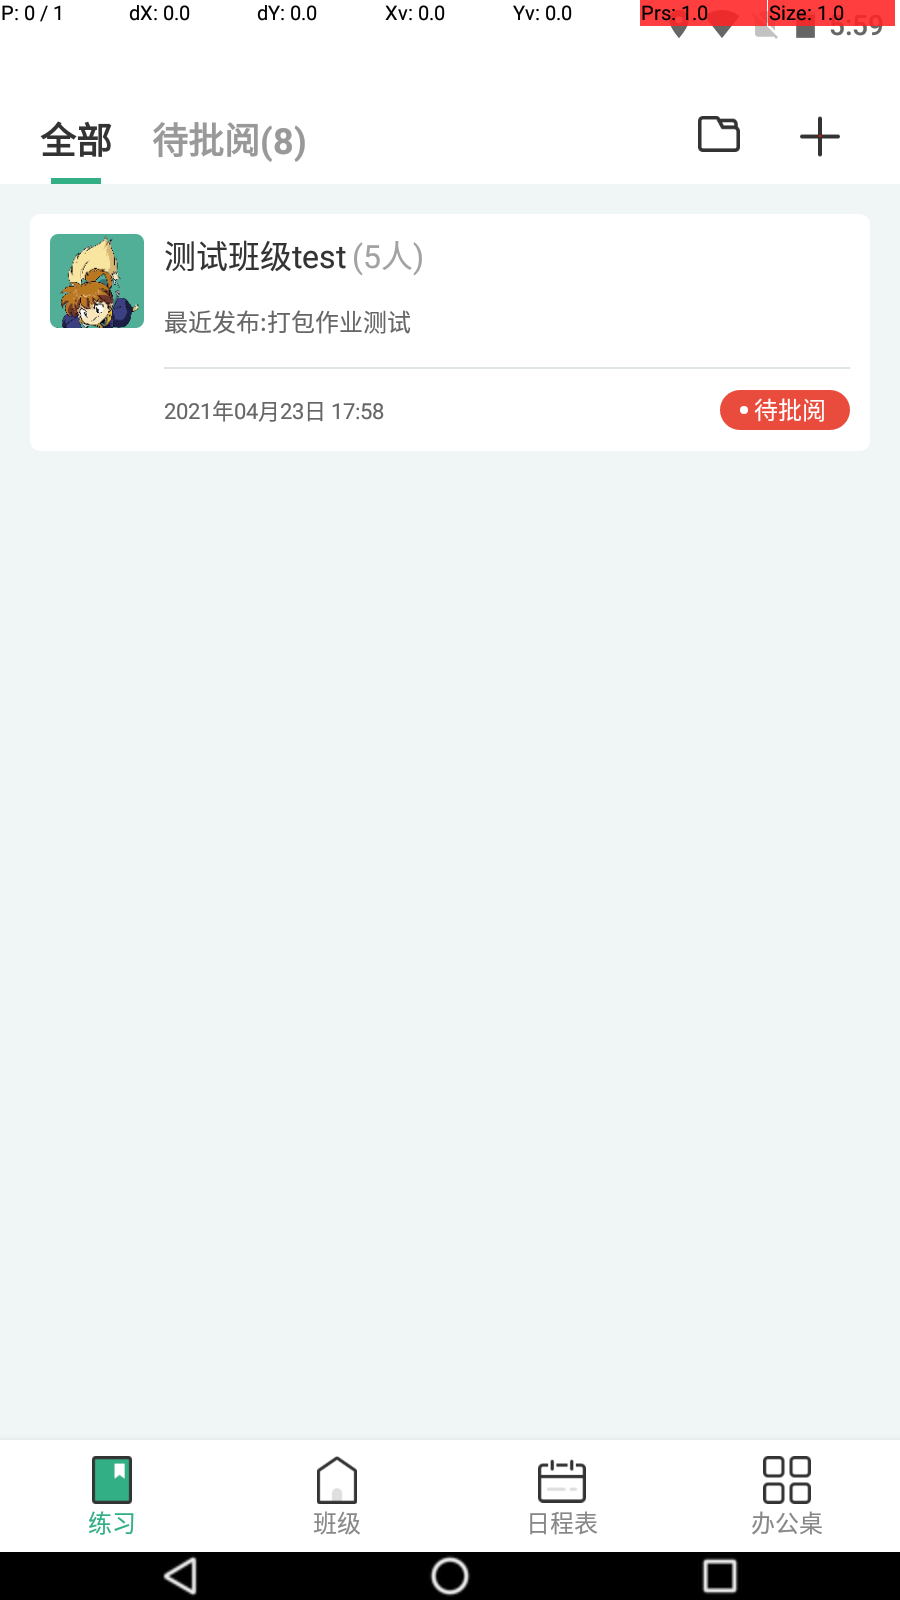 P: 0 / 1 dX: 0.0 dY: 0.0 Xv: 0.0 Yv: 0.0 Prs: 1.0 Size: 1.0
5:59
全部 待批阅(8)
测试班级test (5人)
最近发布:打包作业测试
2021年04月23日 17:58 待批阅
练习 班级 日程表 办公桌